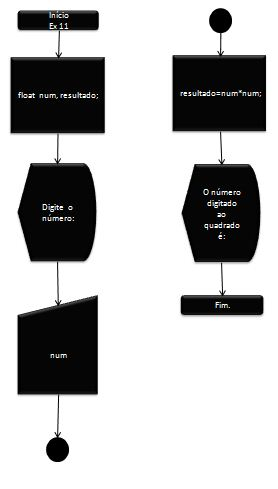 Início
Ex 11
float num, resultado;
Digite o
número:
num
resultado=num*num;
O número
digitado
ao
quadrado
é:
Fim.